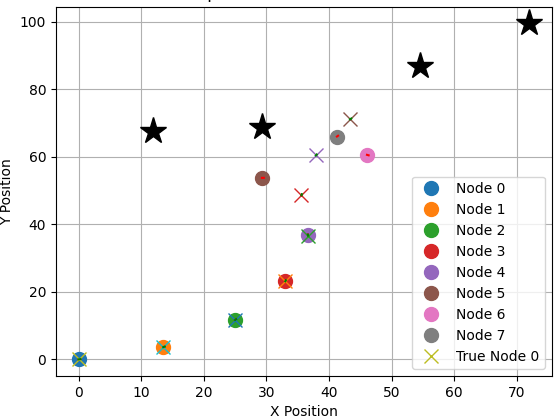 100
80
60
40
20
0
Y Position
Node 0
Node 1
Node 2
Node 3
Node 4
Node 5
Node 6
Node 7
True Node 0
0 10 20 30 40 50 60 70
X Position